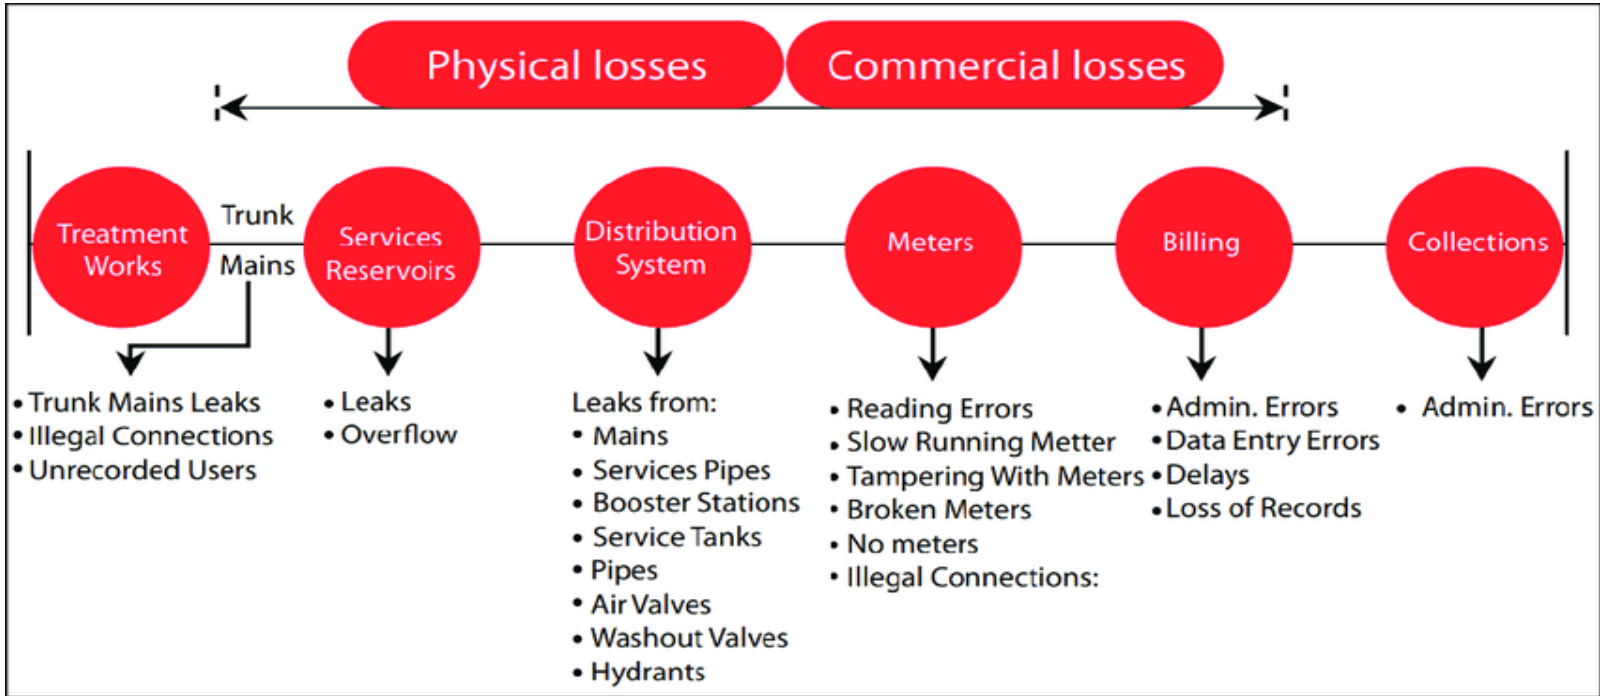 Physical losses
Commercial losses
Treatment
Works
Trunk
Mains
Services
Reservoirs
Distribution
System
Meters
Billing
Collections
• Trunk Mains Leaks
• Illegal Connections
• Unrecorded Users
• Leaks
• Overflow
Leaks from:
• Mains
• Services Pipes
• Booster Stations
• Service Tanks
• Pipes
• Air Valves
• Washout Valves
• Hydrants
• Reading Errors
• Slow Running Metter
• Tampering With Meters
• Broken Meters
• No meters
• Illegal Connections:
• Admin. Errors
• Data Entry Errors
• Delays
• Loss of Records
• Admin. Errors